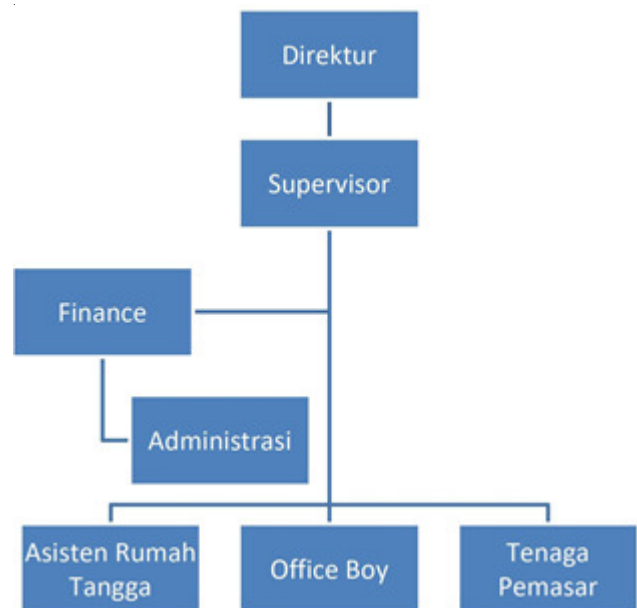 Direktur
Supervisor
Finance
Administrasi
Asisten Rumah
Tangga
Office Boy
Tenaga
Pemasar